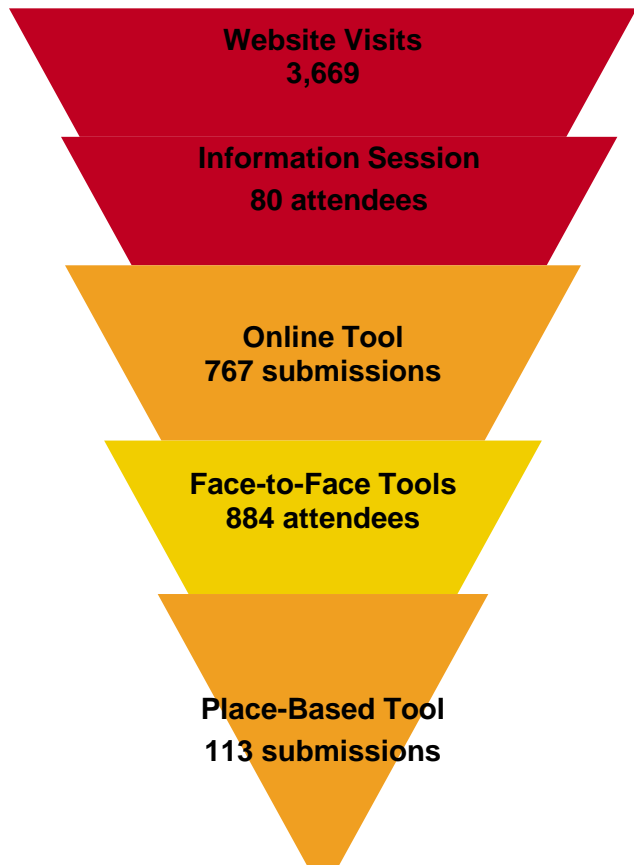 Website Visits
3,669
Information Session
80 attendees
Online Tool
767 submissions
Face-to-Face Tools
884 attendees
Place-Based Tool
113 submissions